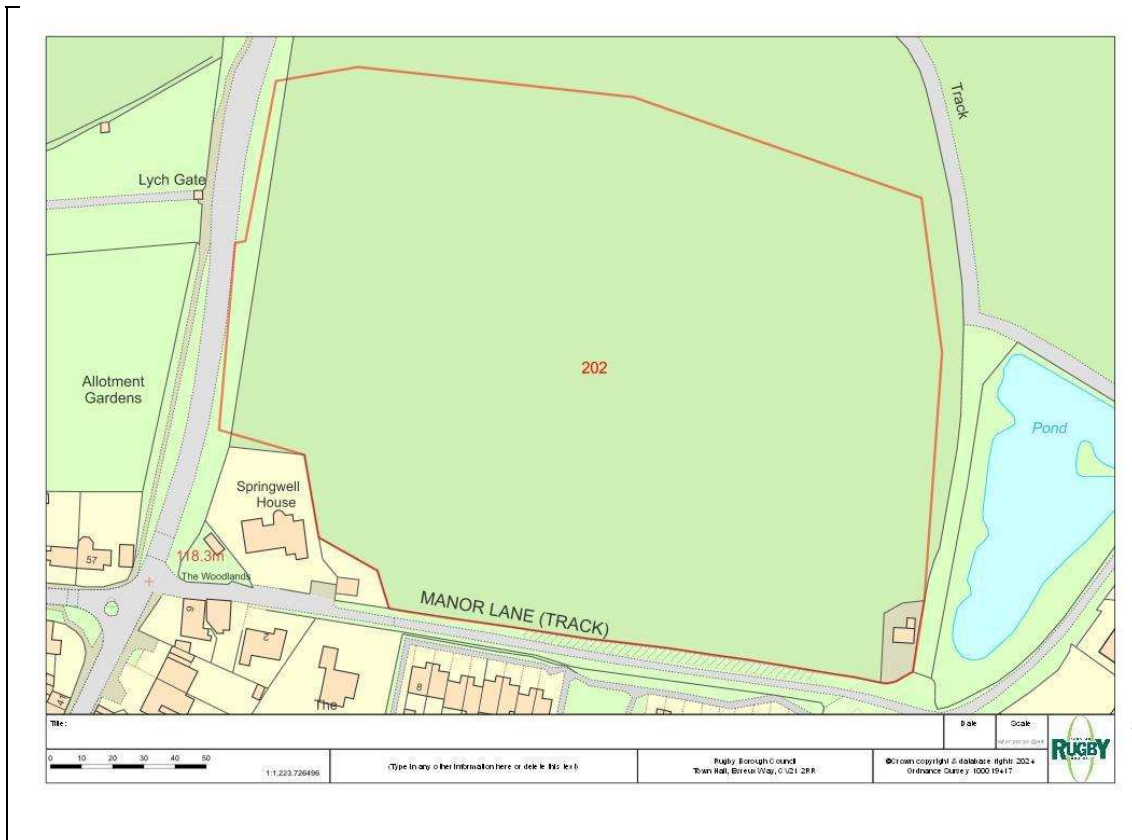 Track
Lych Gate
202
Allotment
Gardens
Pond
Springwell
House
118.3m
57
The Woodlands
MANOR LANE (TRACK)
9
2
41
8
The
Title:
Date
Scale
0 10 20 30 40 50
1:1,223.726496
(Type in any other information here or delete this text)
Rugby Borough Council
Town Hall, Evreux Way, CV21 2RR
©Crown copyright & database rights 2024
Ordnance Survey 100019417
RUGBY